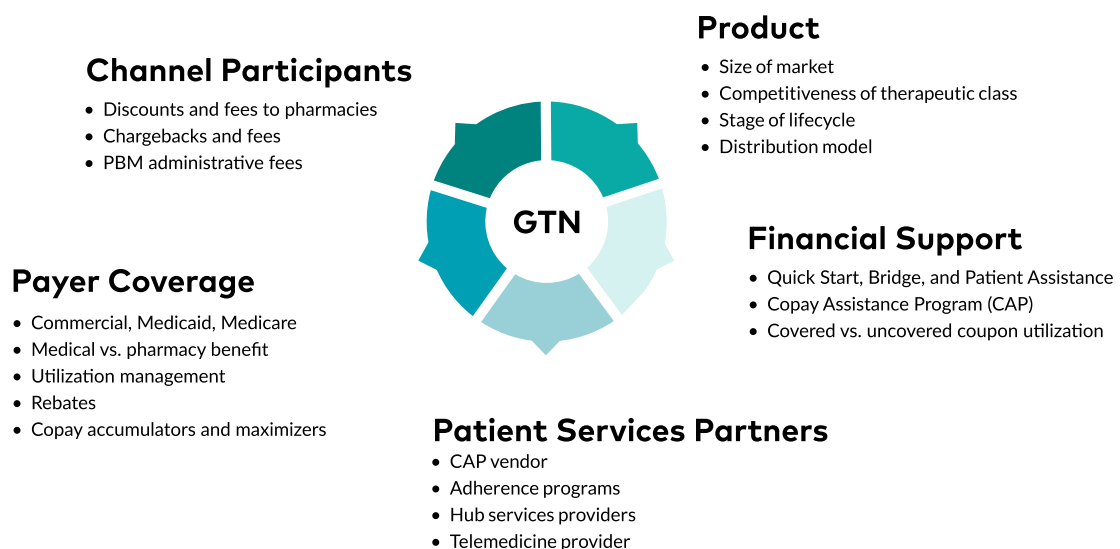 Product
• Size of market
• Competitiveness of therapeutic class
• Stage of lifecycle
• Distribution model
Channel Participants
• Discounts and fees to pharmacies
• Chargebacks and fees
• PBM administrative fees
GTN
Financial Support
• Quick Start, Bridge, and Patient Assistance
• Copay Assistance Program (CAP)
• Covered vs. uncovered coupon utilization
Payer Coverage
• Commercial, Medicaid, Medicare
• Medical vs. pharmacy benefit
• Utilization management
• Rebates
• Copay accumulators and maximizers
Patient Services Partners
• CAP vendor
• Adherence programs
• Hub services providers
• Telemedicine provider